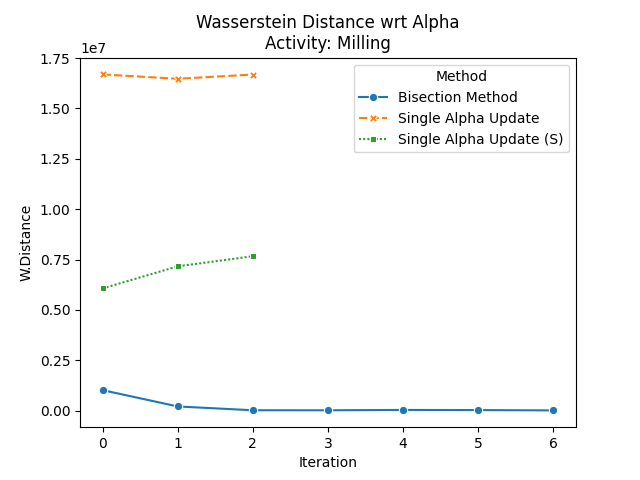 Wasserstein Distance wrt Alpha
Activity: Milling
1e7
Method
Bisection Method
Single Alpha Update
Single Alpha Update (S)
W.Distance
1.75
1.50
1.25
1.00
0.75
0.50
0.25
0.00
0 1 2 3 4 5 6
Iteration